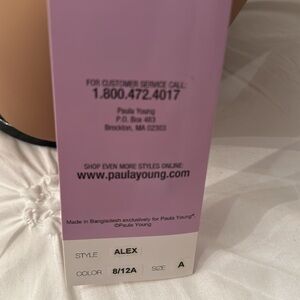 FOR CUSTOMER SERVICE CALL:
1.800.472.4017
Paula Young
P.O. Box 483
Brockton, MA 02303
SHOP EVEN MORE STYLES ONLINE:
www.paulayoung.com
Made in Bangladesh exclusively for Paula Young®
©Paula Young
STYLE ALEX
COLOR 8/12A SIZE A